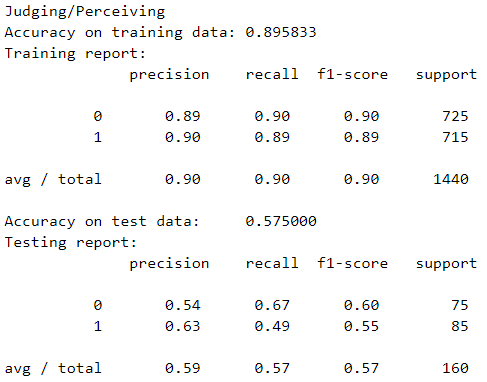 Judging/Perceiving
Accuracy on training data: 0.895833
Training report:
precision recall f1-score support
0 0.89 0.90 0.90 725
1 0.90 0.89 0.89 715
avg / total 0.90 0.90 0.90 1440
Accuracy on test data: 0.575000
Testing report:
precision recall f1-score support
0 0.54 0.67 0.60 75
1 0.63 0.49 0.55 85
avg / total 0.59 0.57 0.57 160